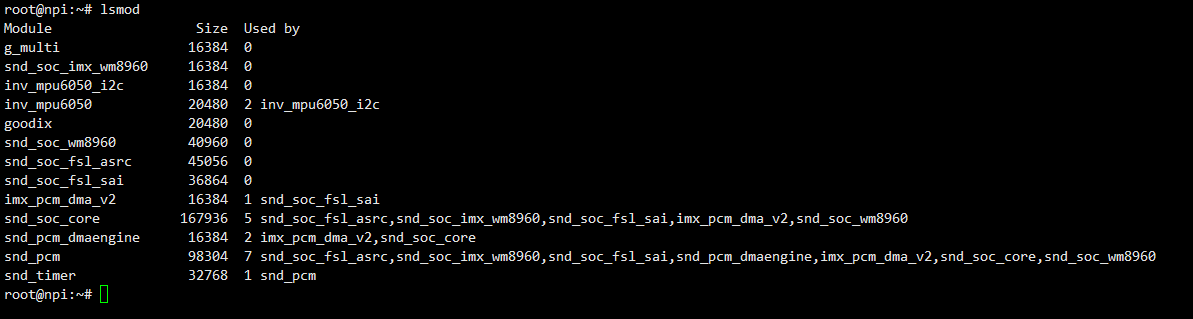 root@npi:~# lsmod
Module                  Size  Used by
g_multi                16384  0
snd_soc_imx_wm8960     16384  0
inv_mpu6050_i2c        16384  0
inv_mpu6050            20480  2 inv_mpu6050_i2c
goodix                 20480  0
snd_soc_wm8960         40960  0
snd_soc_fsl_asrc       45056  0
snd_soc_fsl_sai        36864  0
imx_pcm_dma_v2         16384  1 snd_soc_fsl_sai
snd_soc_core          167936  5 snd_soc_fsl_asrc,snd_soc_imx_wm8960,snd_soc_fsl_sai,imx_pcm_dma_v2,snd_soc_wm8960
snd_pcm_dmaengine      16384  2 imx_pcm_dma_v2,snd_soc_core
snd_pcm                98304  7 snd_soc_fsl_asrc,snd_soc_imx_wm8960,snd_soc_fsl_sai,snd_pcm_dmaengine,imx_pcm_dma_v2,snd_soc_core,snd_soc_wm8960
snd_timer              32768  1 snd_pcm
root@npi:~#